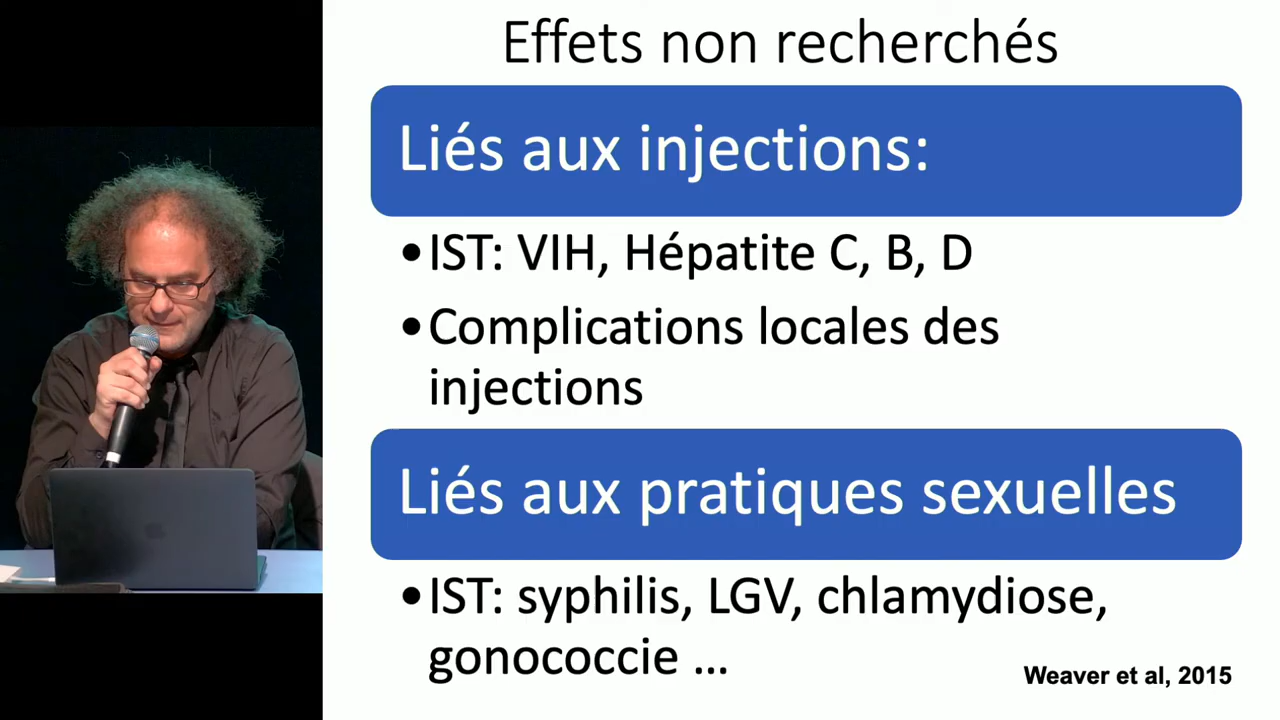 Effets non recherchés
Liés aux injections:
•IST: VIH, Hépatite C, B, D
•Complications locales des
injections
Liés aux pratiques sexuelles
•IST: syphilis, LGV, chlamydiose,
gonococcie ...
Weaver et al, 2015